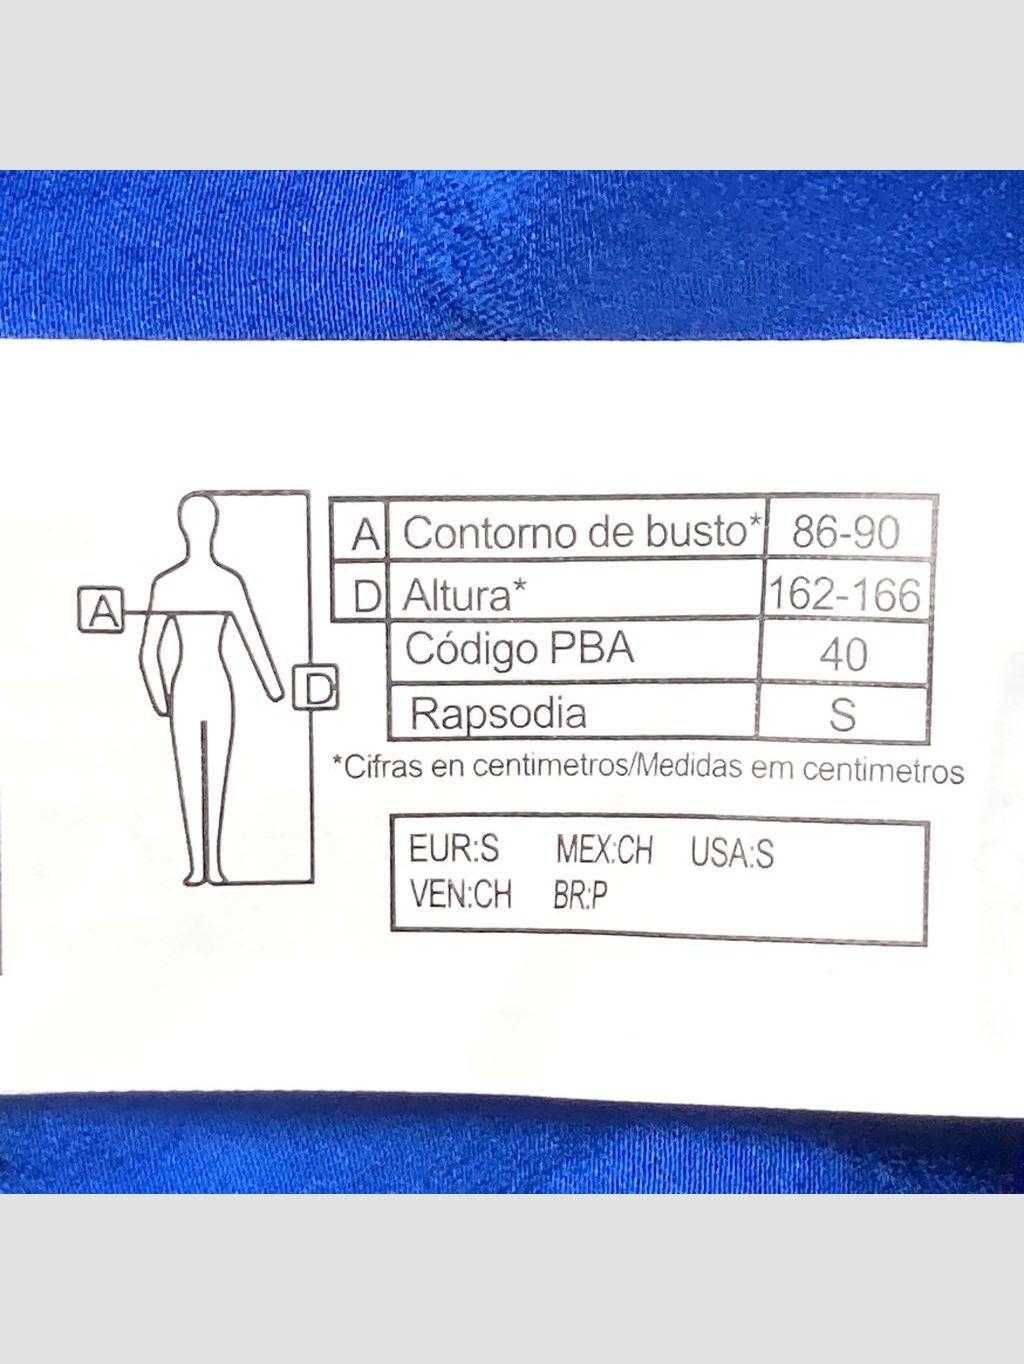 A Contorno de busto* 86-90
D Altura* 162-166
Código PBA 40
Rapsodia S
*Cifras en centimetros/Medidas em centimetros
A
D
EUR:S MEX:CH USA:S
VEN:CH BR:P